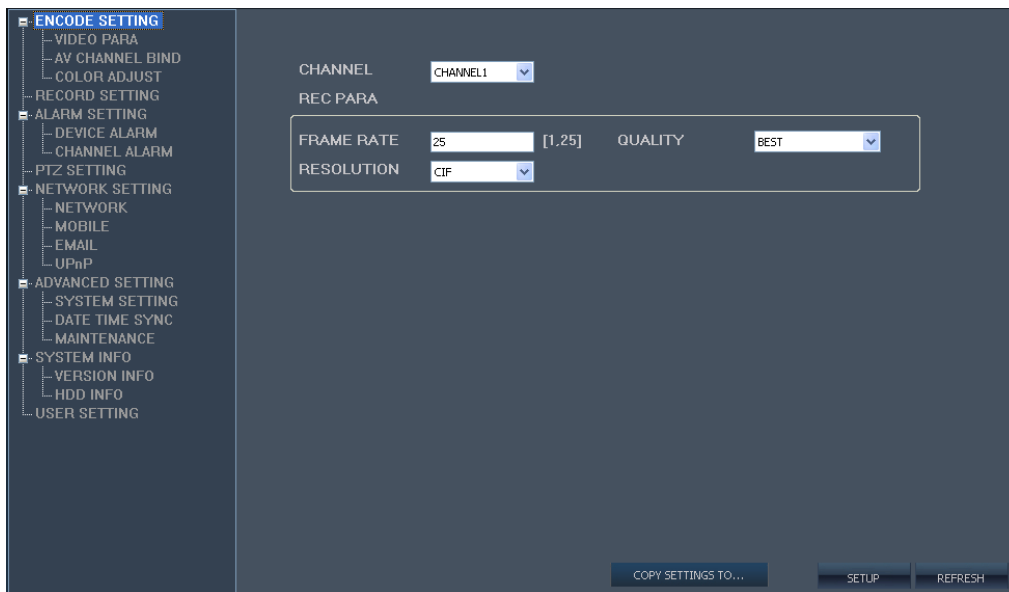 ENCODE SETTING
VIDEO PARA
AV CHANNEL BIND
COLOR ADJUST
RECORD SETTING
ALARM SETTING
DEVICE ALARM
CHANNEL ALARM
PTZ SETTING
NETWORK SETTING
NETWORK
MOBILE
EMAIL
UPnP
ADVANCED SETTING
SYSTEM SETTING
DATE TIME SYNC
MAINTENANCE
SYSTEM INFO
VERSION INFO
HDD INFO
USER SETTING
CHANNEL CHANNEL1
REC PARA
FRAME RATE 25 [1,25] QUALITY BEST
RESOLUTION CIF
COPY SETTINGS TO... SETUP REFRESH